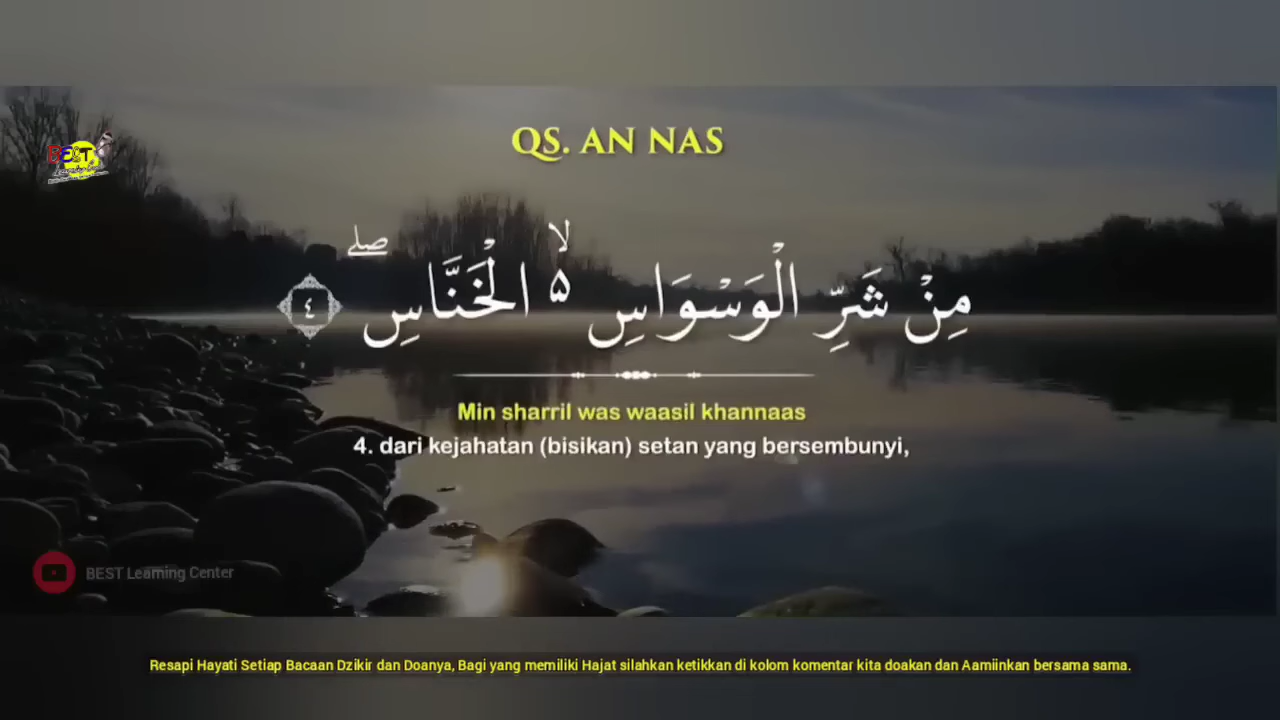 QS. AN NAS
BEST
مِنْ شَرِّ الْوَسْوَاسِ ۵ۙ الْخَنَّاسِۖ ٤
Min sharril was waasil khannaas
4. dari kejahatan (bisikan) setan yang bersembunyi,
BEST Learning Center
Resapi Hayati Setiap Bacaan Dzikir dan Doanya, Bagi yang memiliki Hajat silahkan ketikkan di kolom komentar kita doakan dan Aamiinkan bersama sama.